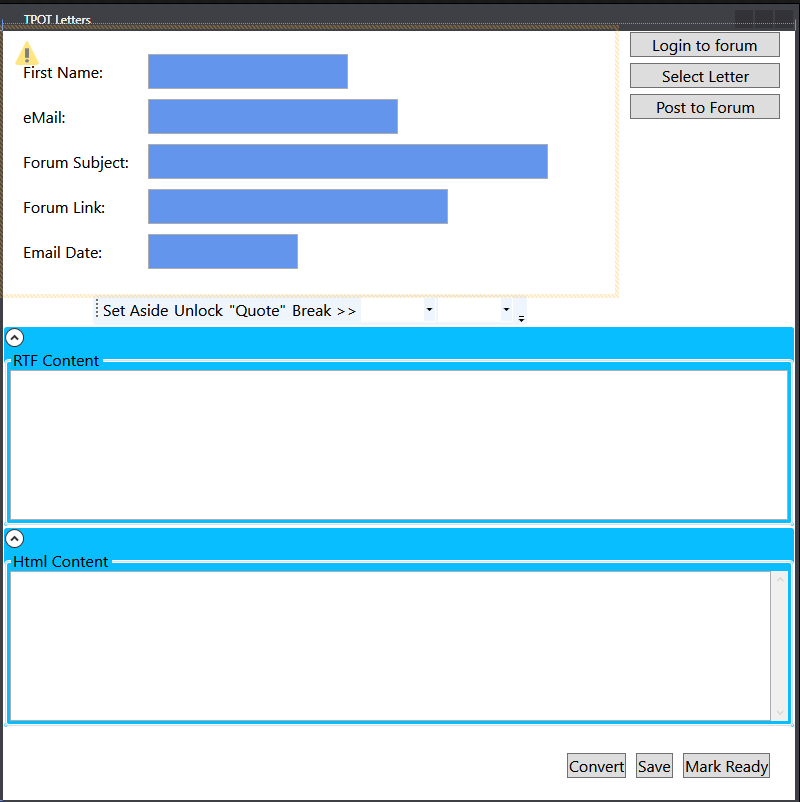 TPOT Letters
Login to forum
First Name:
Select Letter
Post to Forum
eMail:
Forum Subject:
Forum Link:
Email Date:
Set Aside Unlock "Quote" Break >>
RTF Content
Html Content
Convert Save Mark Ready